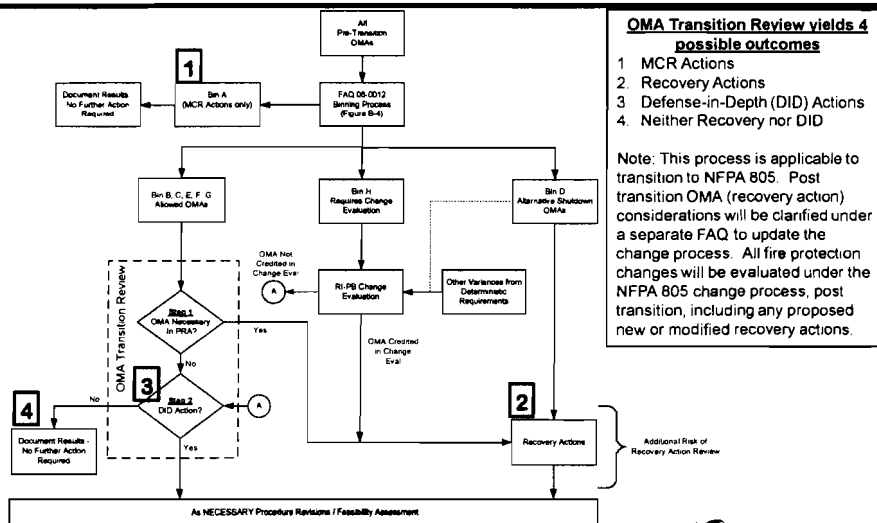 All
Pre-Transition
OMAs
1
Document Results -
No Further Action
Required
Bin A
(MCR Actions only)
FAQ 06-0012
Binning Process
(Figure B-4)
Bin B, C, E, F, G
Allowed OMAs
Bin H
Requires Change
Evaluation
Bin D
Alternative Shutdown
OMAs
OMA Not
Credited in
Change Eval
A
RI-PB Change
Evaluation
Other Variances from
Deterministic
Requirements
OMA Transition Review
Step 1
OMA Necessary
in PRA?
Yes
OMA Credited
in Change
Eval
No
3
Step 2
DID Action?
A
No
4
Document Results -
No Further Action
Required
Yes
2
Recovery Actions
Additional Risk of
Recovery Action Review
As NECESSARY Procedure Revisions / Feasibility Assessment
OMA Transition Review yields 4
possible outcomes
1 MCR Actions
2. Recovery Actions
3 Defense-in-Depth (DID) Actions
4. Neither Recovery nor DID
Note: This process is applicable to
transition to NFPA 805. Post
transition OMA (recovery action)
considerations will be clarified under
a separate FAQ to update the
change process. All fire protection
changes will be evaluated under the
NFPA 805 change process, post
transition, including any proposed
new or modified recovery actions.